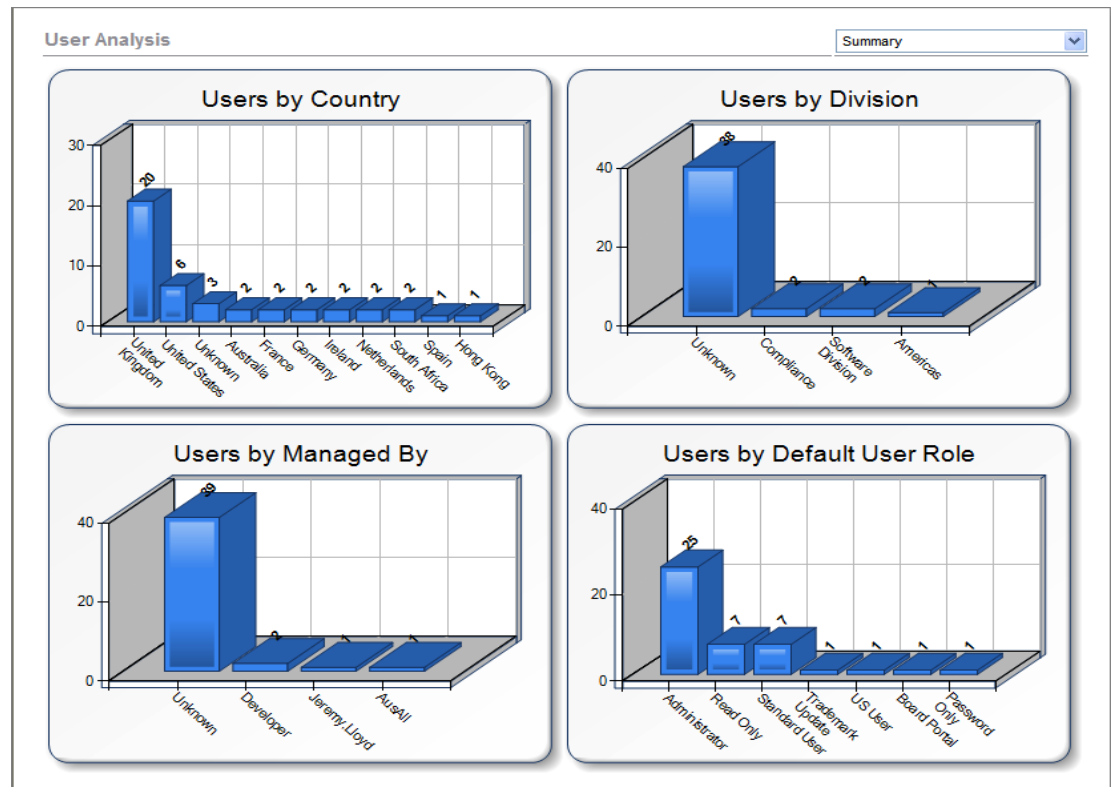 User Analysis
Summary
Users by Country
30
20
10
0
20
6
3
2
2
2
2
2
2
1
1
United
Kingdom
United States
Unknown
Australia
France
Germany
Ireland
Netherlands
South Africa
Spain
Hong Kong
Users by Division
40
20
0
38
2
2
1
Unknown
Compliance
Software
Division
Americas
Users by Managed By
40
20
0
39
2
1
1
Unknown
Developer
Jeremy.Lloyd
AusAll
Users by Default User Role
40
20
0
25
7
7
1
1
1
1
Administrator
Read Only
Standard User
Trademark
Update
US User
Board Portal
Password
Only